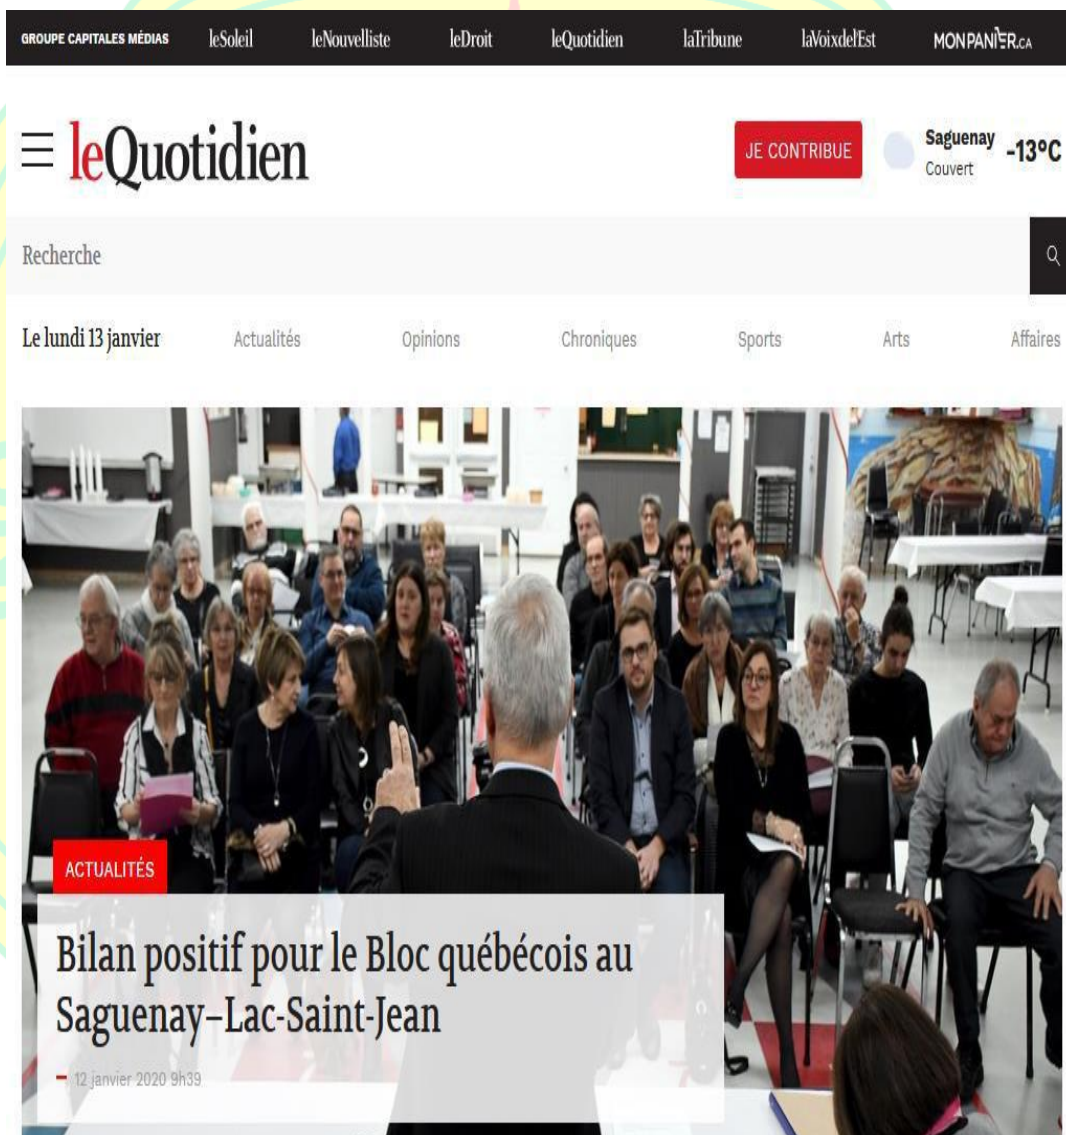 GROUPE CAPITALES MÉDIAS leSoleil leNouvelliste leDroit leQuotidien laTribune laVoixdel'Est MONPANIER.CA
leQuotidien
JE CONTRIBUE
Saguenay
Couvert
-13°C
Recherche
Le lundi 13 janvier Actualités Opinions Chroniques Sports Arts Affaires
ACTUALITÉS
Bilan positif pour le Bloc québécois au
Saguenay–Lac-Saint-Jean
12 janvier 2020 9h39